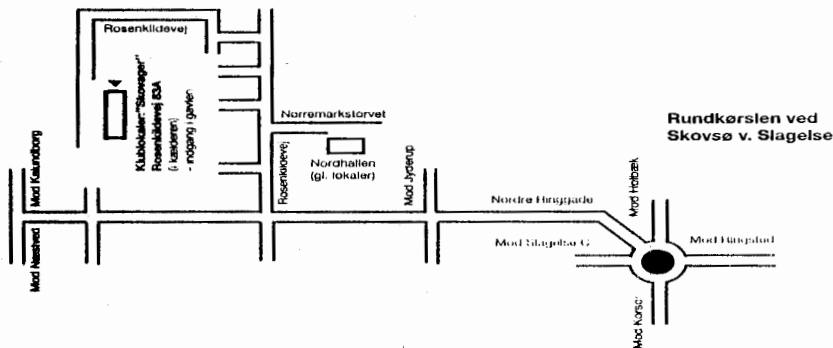 Rosenkildevej
Klublokaler: "Skovager"
Rosenkildevej 83A
(i kælderen)
- indgang i gavlen
Nørremarkstorvet
Rosenkildevej
Nordhallen
(gl. lokaler)
Rundkørslen ved
Skovsø v. Slagelse
Mod Kalundborg
Mod Næstved
Mod Jyderup
Nordre Ringgade
Mod Slagelse C
Mod Holbæk
Mod Ringsted
Mod Korsør